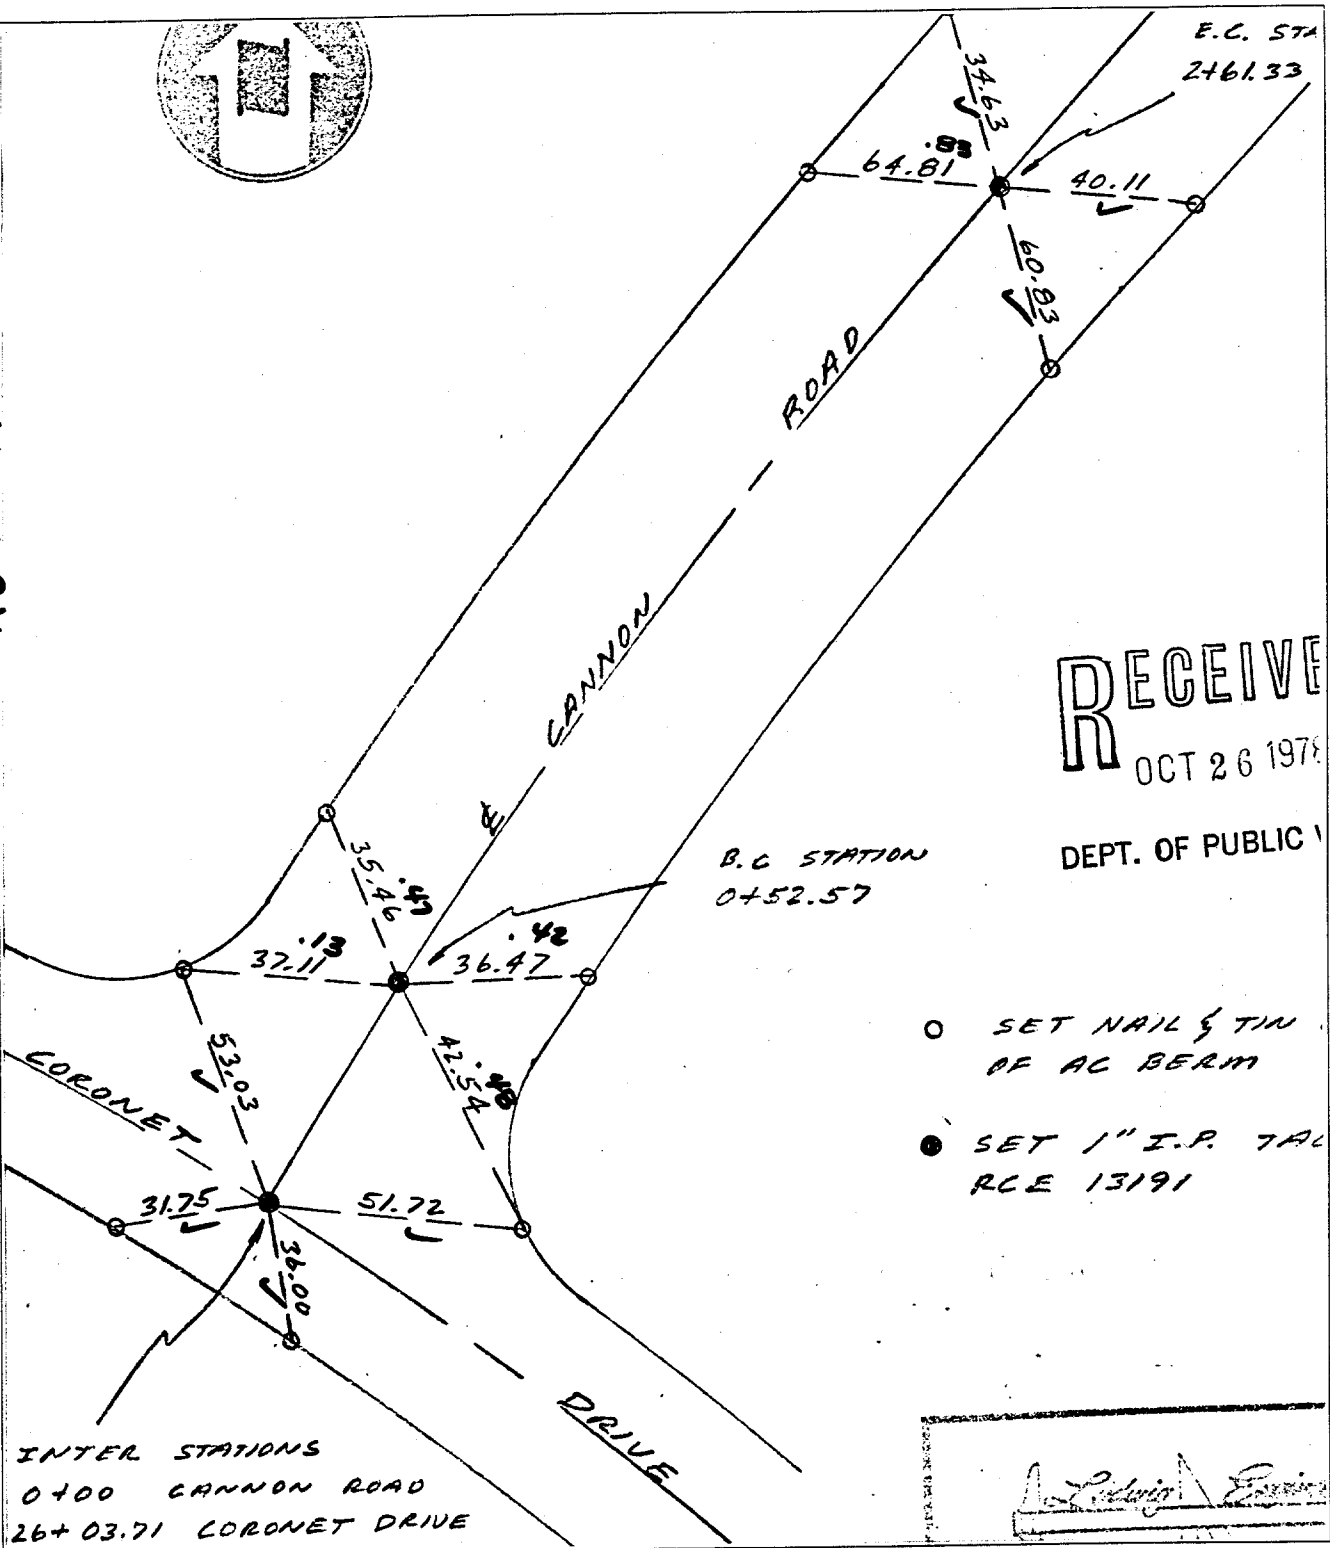 E.C. STA
2+61.33
34.63
.83
64.81
40.11
60.83
ROAD
CANNON
℄
RECEIVE
OCT 26 197
DEPT. OF PUBLIC
B.C STATION
0+52.57
35.46
.47
.13
37.11
.42
36.47
53.03
42.54
.48
CORONET
31.75
51.72
36.00
DRIVE
○ SET NAIL & TIN
OF AC BERM
● SET 1" I.P. TAG
RCE 13191
INTER STATIONS
0+00 CANNON ROAD
26+03.71 CORONET DRIVE